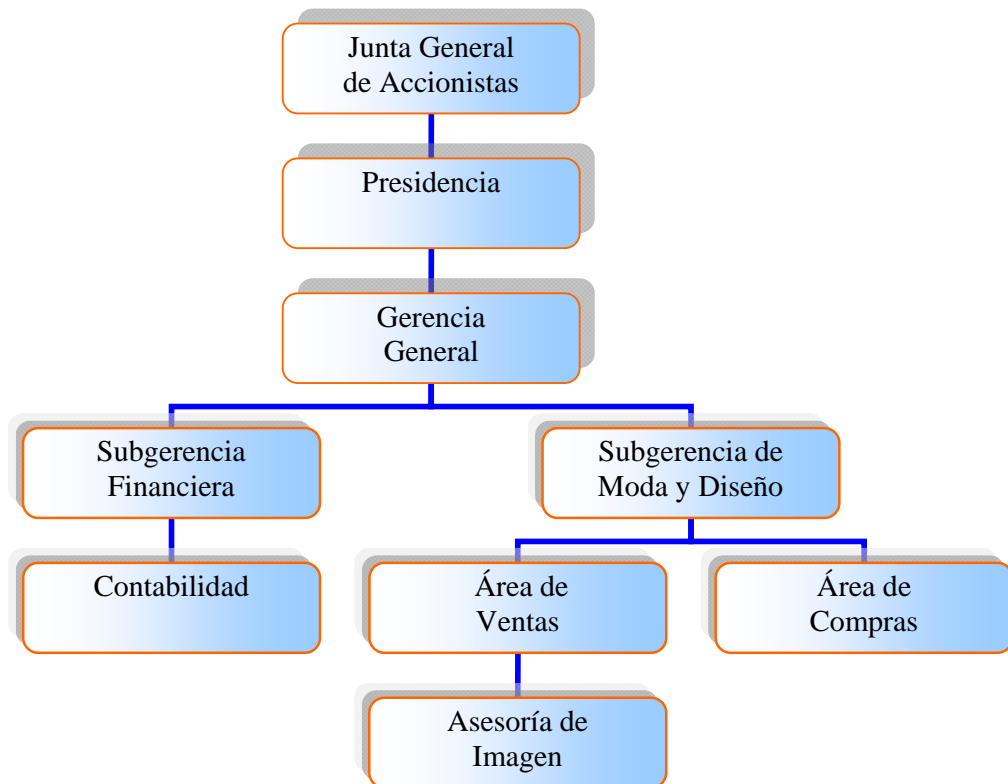 Junta General
de Accionistas
Presidencia
Gerencia
General
Subgerencia
Financiera
Subgerencia de
Moda y Diseño
Contabilidad
Área de
Ventas
Área de
Compras
Asesoría de
Imagen